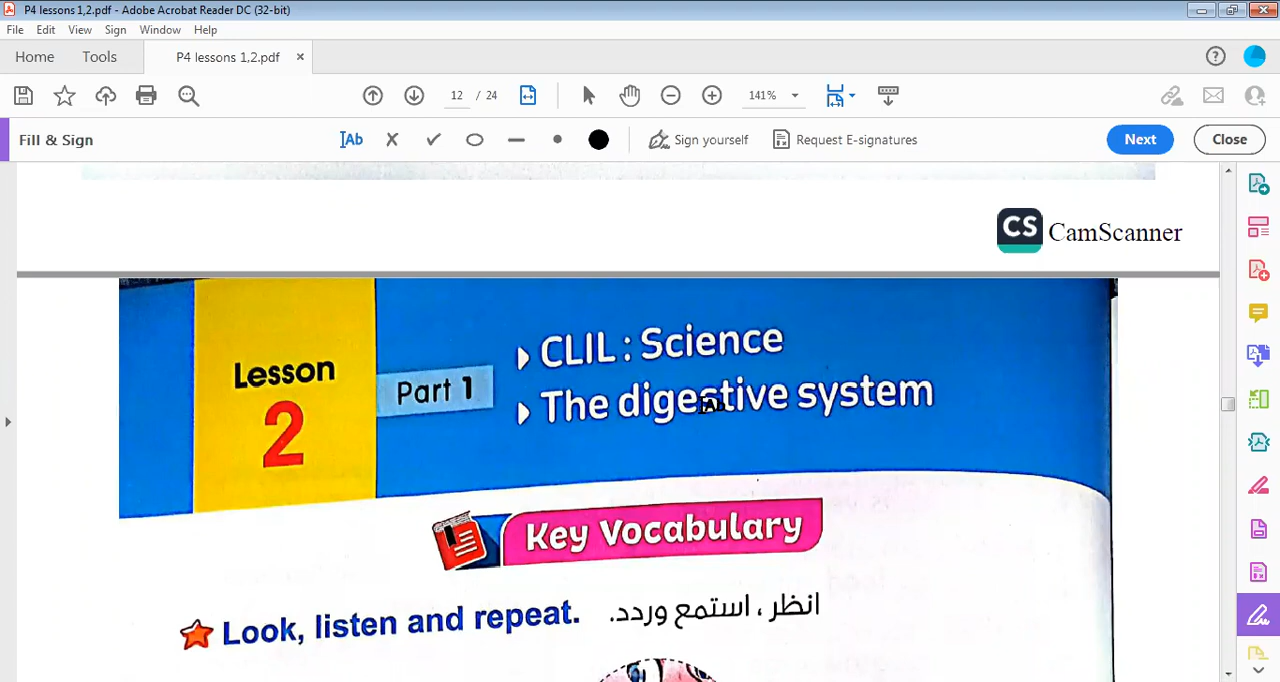 P4 lessons 1,2.pdf - Adobe Acrobat Reader DC (32-bit)
File Edit View Sign Window Help
Home Tools P4 lessons 1,2.pdf ×
12 / 24 141%
Fill & Sign IAb Sign yourself Request E-signatures Next Close
CS CamScanner
Lesson
2
Part 1
CLIL : Science
The digestive system
Key Vocabulary
Look, listen and repeat. انظر ، استمع وردد.